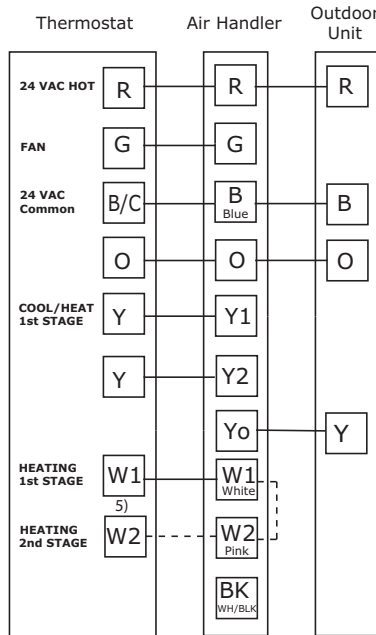 Thermostat Air Handler Outdoor Unit
24 VAC HOT R R R
FAN G G
24 VAC Common B/C B Blue B
O O O
COOL/HEAT 1st STAGE Y Y1
Y Y2
Yo Y
HEATING 1st STAGE W1 W1 White
5)
HEATING 2nd STAGE W2 W2 Pink
BK WH/BLK